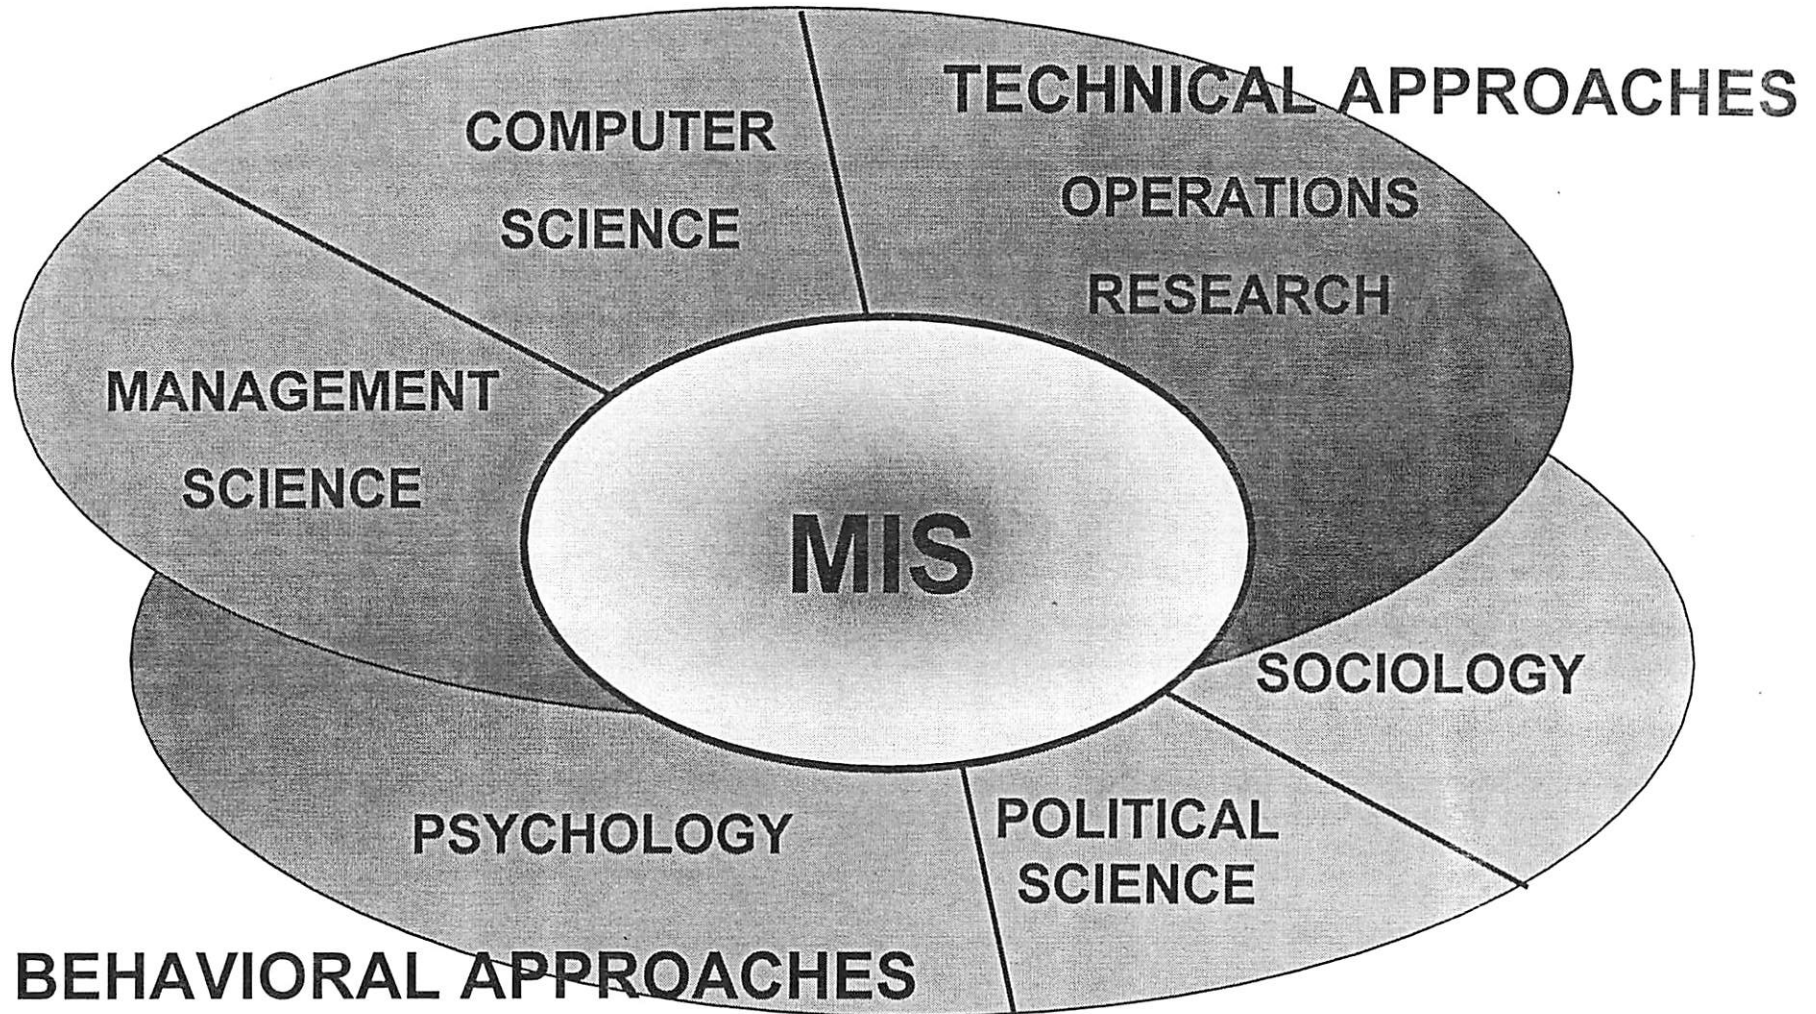 TECHNICAL APPROACHES
COMPUTER
SCIENCE
OPERATIONS
RESEARCH
MANAGEMENT
SCIENCE
MIS
SOCIOLOGY
PSYCHOLOGY
POLITICAL
SCIENCE
BEHAVIORAL APPROACHES